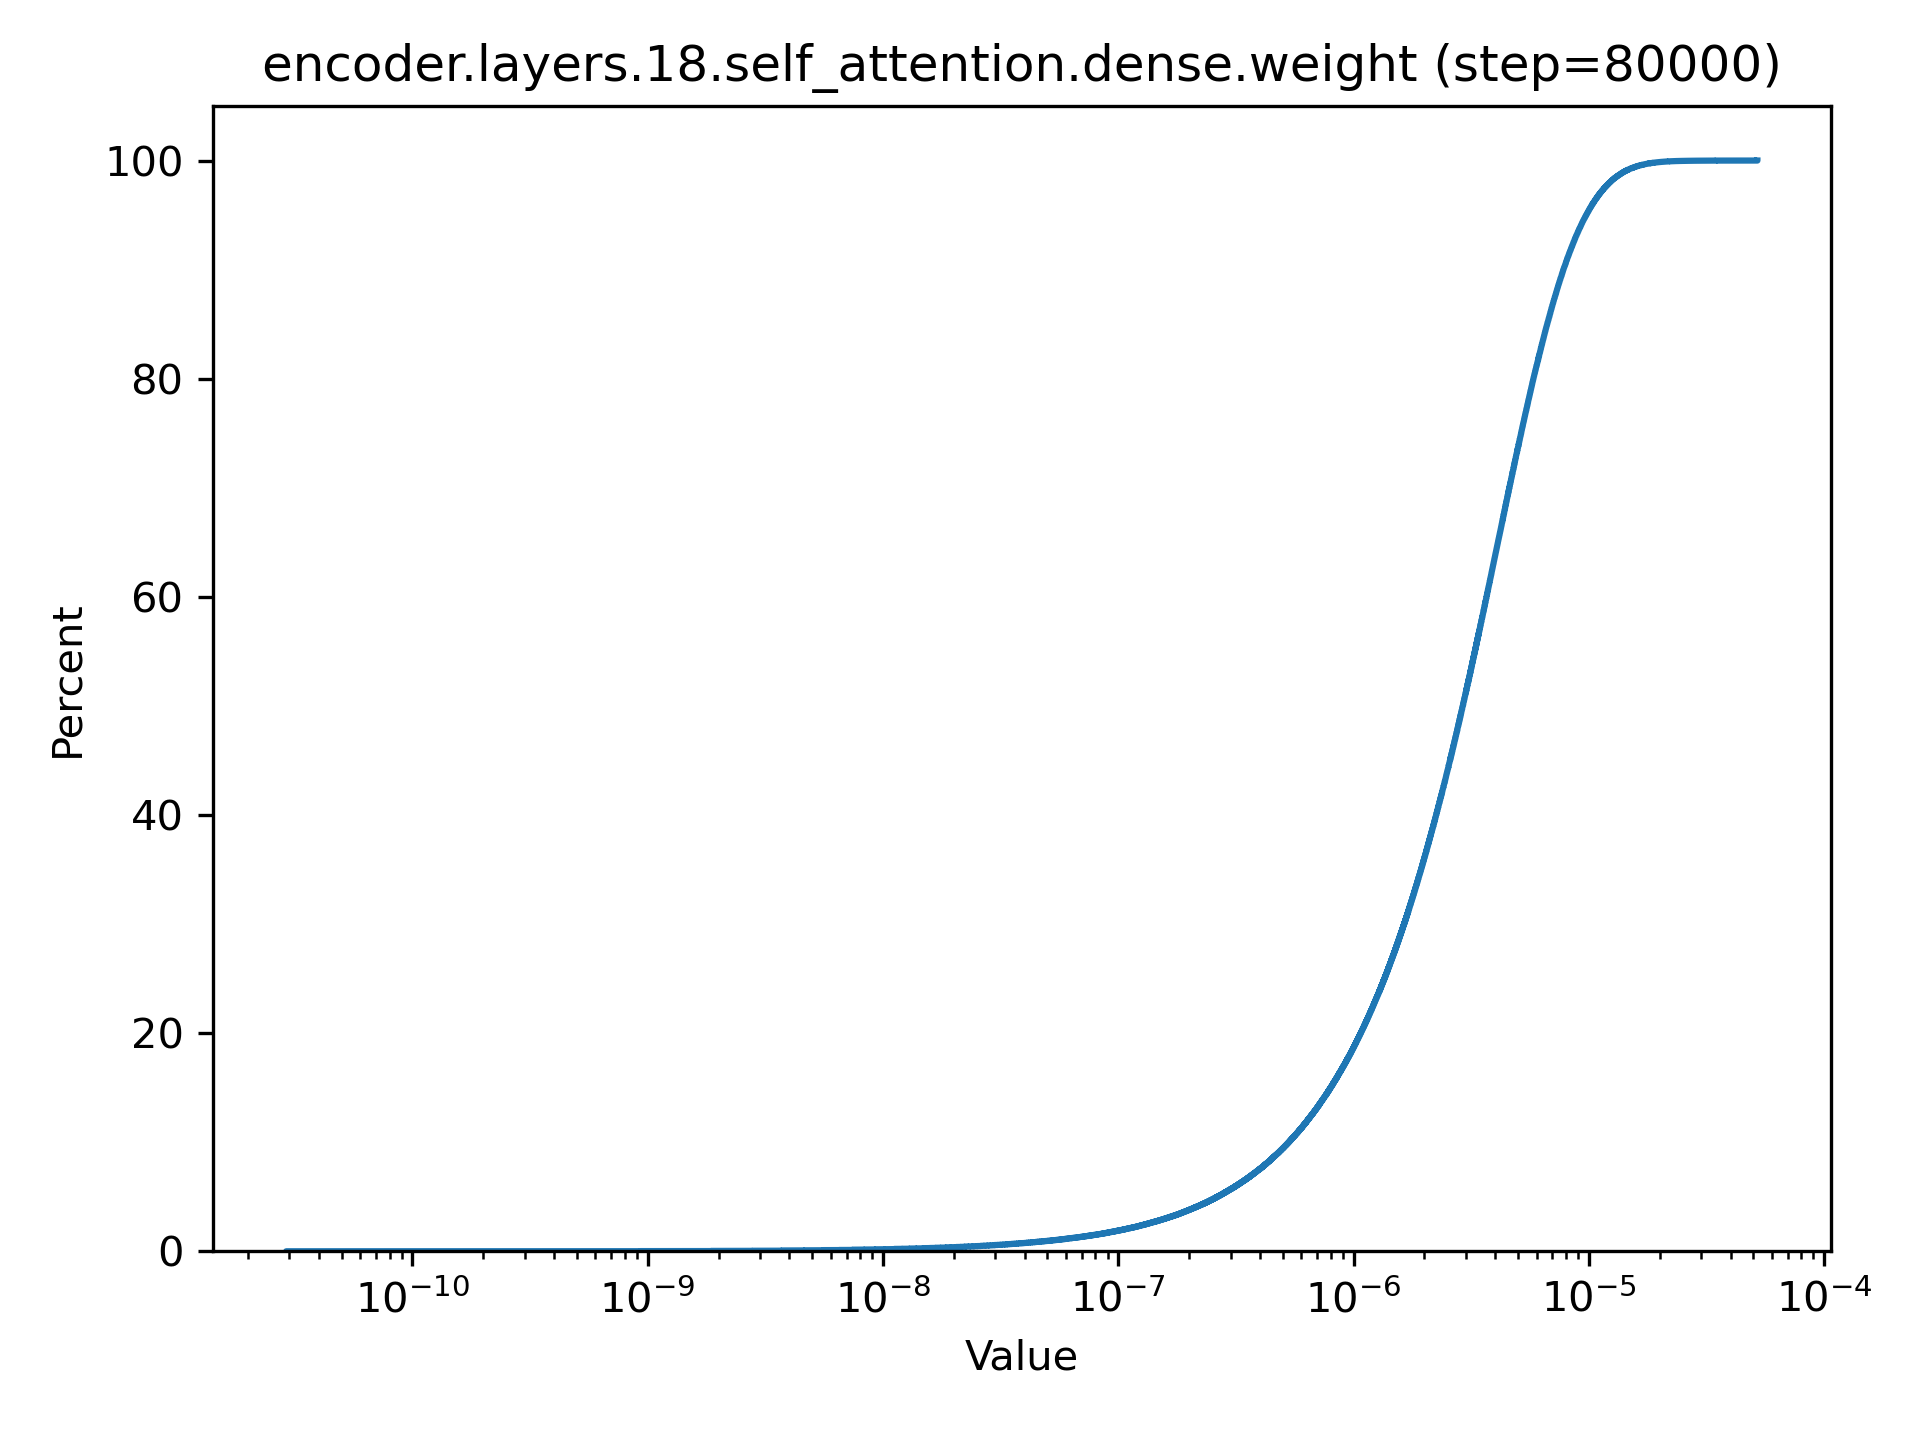 encoder.layers.18.self_attention.dense.weight (step=80000)
100
80
60
40
20
0
Percent
10⁻¹⁰ 10⁻⁹ 10⁻⁸ 10⁻⁷ 10⁻⁶ 10⁻⁵ 10⁻⁴
Value